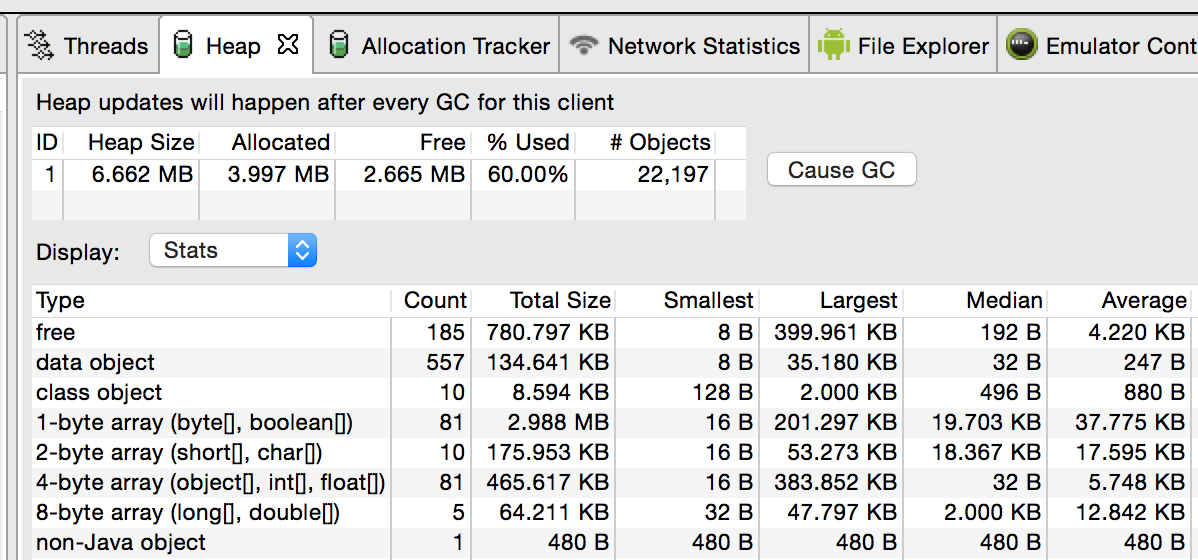 Threads Heap Allocation Tracker Network Statistics File Explorer Emulator Cont
Heap updates will happen after every GC for this client
ID Heap Size Allocated Free % Used # Objects
1 6.662 MB 3.997 MB 2.665 MB 60.00% 22,197
Cause GC
Display: Stats
Type Count Total Size Smallest Largest Median Average
free 185 780.797 KB 8 B 399.961 KB 192 B 4.220 KB
data object 557 134.641 KB 8 B 35.180 KB 32 B 247 B
class object 10 8.594 KB 128 B 2.000 KB 496 B 880 B
1-byte array (byte[], boolean[]) 81 2.988 MB 16 B 201.297 KB 19.703 KB 37.775 KB
2-byte array (short[], char[]) 10 175.953 KB 16 B 53.273 KB 18.367 KB 17.595 KB
4-byte array (object[], int[], float[]) 81 465.617 KB 16 B 383.852 KB 32 B 5.748 KB
8-byte array (long[], double[]) 5 64.211 KB 32 B 47.797 KB 2.000 KB 12.842 KB
non-Java object 1 480 B 480 B 480 B 480 B 480 B